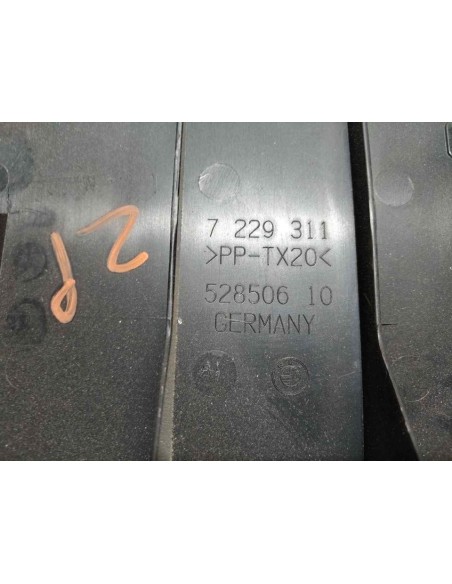 7 229 311
>PP-TX20<
528506 10
GERMANY